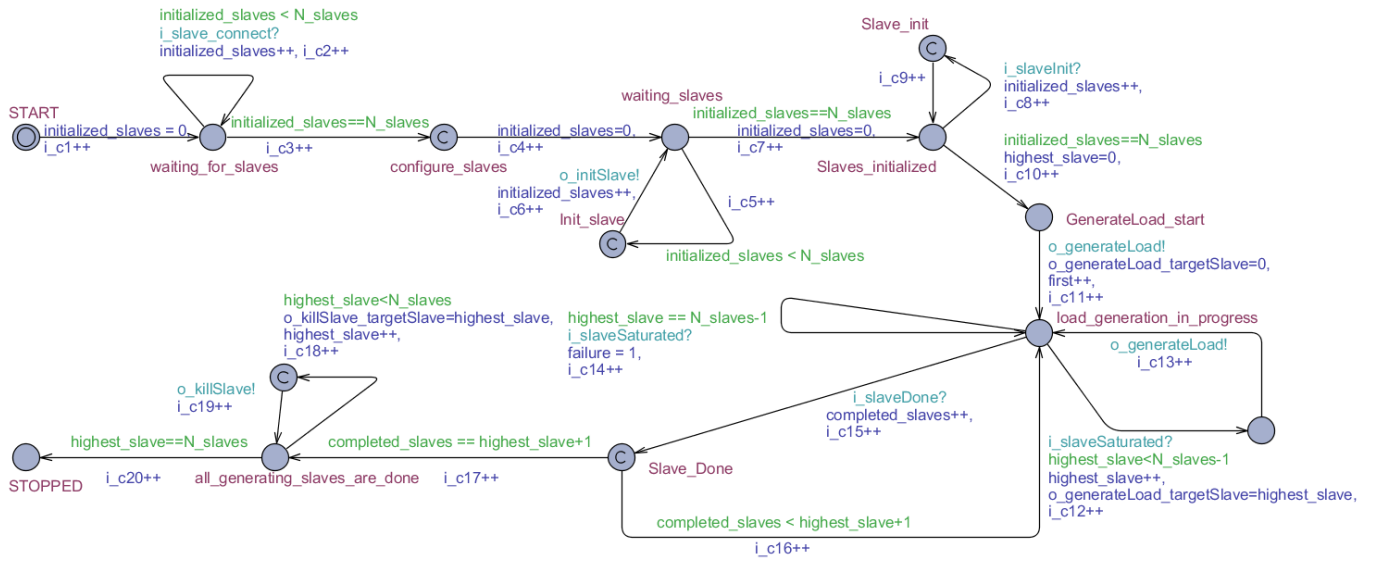 initialized_slaves < N_slaves
i_slave_connect?
initialized_slaves++, i_c2++
START
initialized_slaves = 0,
i_c1++
waiting_for_slaves
initialized_slaves==N_slaves
i_c3++
C
configure_slaves
initialized_slaves=0,
i_c4++
waiting_slaves
initialized_slaves==N_slaves
initialized_slaves=0,
i_c7++
o_initSlave!
initialized_slaves++,
i_c6++
Init_slave
C
i_c5++
initialized_slaves < N_slaves
Slave_init
C
i_c9++
i_slaveInit?
initialized_slaves++,
i_c8++
Slaves_initialized
initialized_slaves==N_slaves
highest_slave=0,
i_c10++
GenerateLoad_start
o_generateLoad!
o_generateLoad_targetSlave=0,
first++,
i_c11++
load_generation_in_progress
o_generateLoad!
i_c13++
highest_slave == N_slaves-1
i_slaveSaturated?
failure = 1,
i_c14++
i_slaveDone?
completed_slaves++,
i_c15++
i_slaveSaturated?
highest_slave<N_slaves-1
highest_slave++,
o_generateLoad_targetSlave=highest_slave,
i_c12++
highest_slave<N_slaves
o_killSlave_targetSlave=highest_slave,
highest_slave++,
i_c18++
C
o_killSlave!
i_c19++
highest_slave==N_slaves
i_c20++
STOPPED
all_generating_slaves_are_done
completed_slaves == highest_slave+1
i_c17++
C
Slave_Done
completed_slaves < highest_slave+1
i_c16++